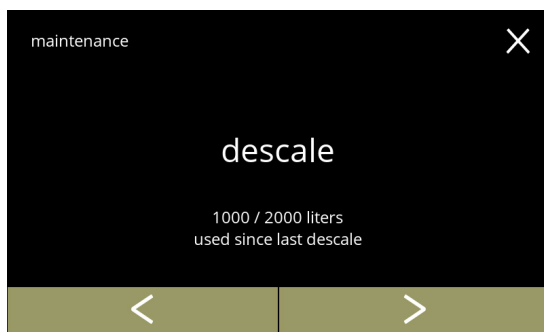 maintenance
descale
1000 / 2000 liters
used since last descale